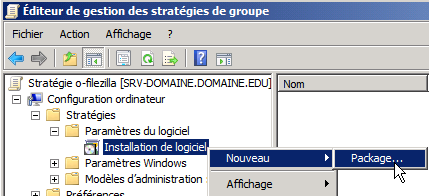 Éditeur de gestion des stratégies de groupe
Fichier Action Affichage ?
Stratégie o-filezilla [SRV-DOMAINE.DOMAINE.EDU]
Nom
Configuration ordinateur
Stratégies
Paramètres du logiciel
Installation de logiciel
Nouveau
Package...
Paramètres Windows
Modèles d'administration
Affichage
Préférences